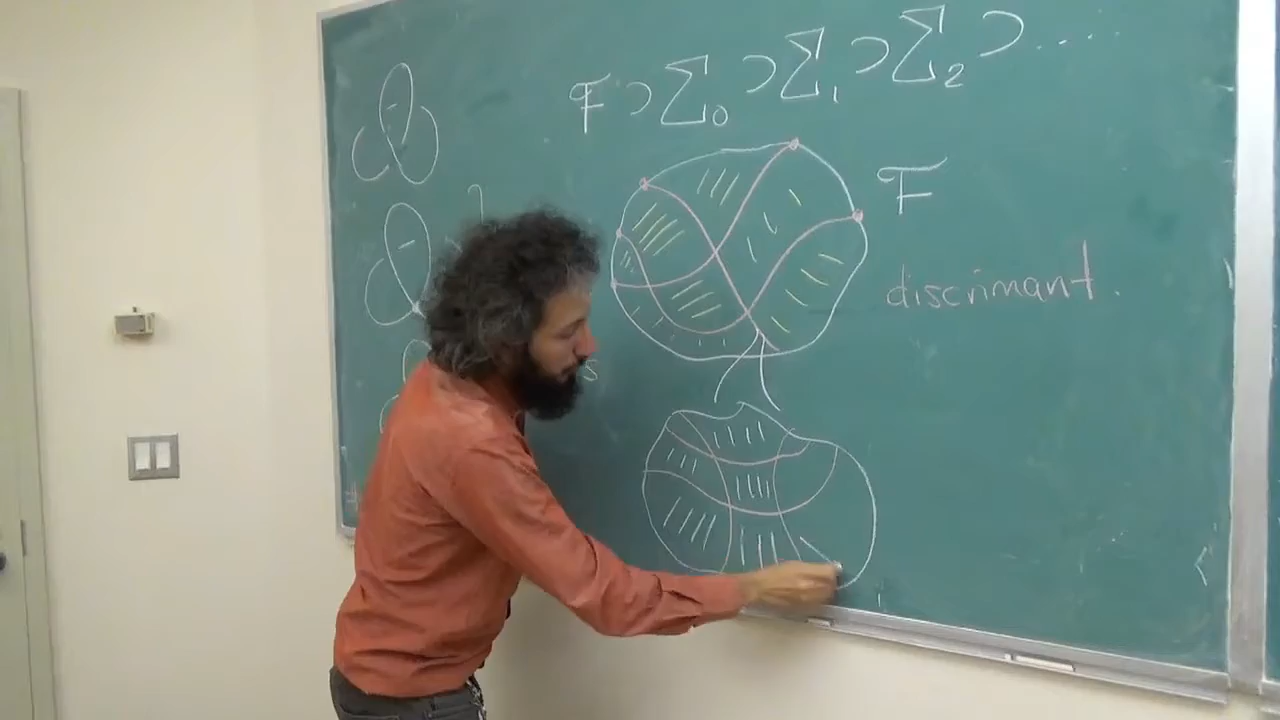 𝓕 ⊃ Σ₀ ⊃ Σ₁ ⊃ Σ₂ ⊃ .....
𝓕
discrimant.